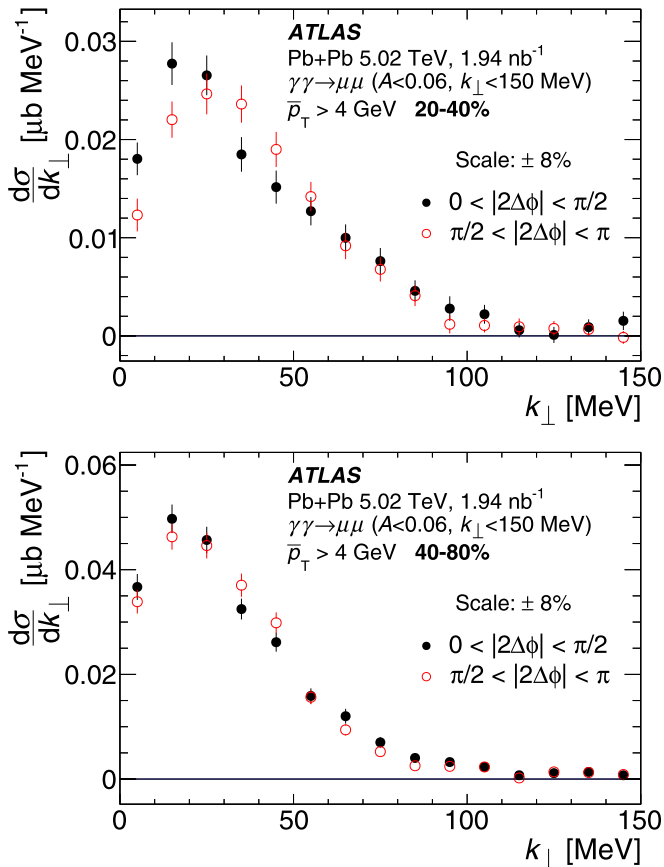 ATLAS
Pb+Pb 5.02 TeV, 1.94 nb⁻¹
γγ→μμ (A<0.06, k⊥<150 MeV)
p̅T > 4 GeV 20-40%
Scale: ± 8%
0 < |2Δϕ| < π/2
π/2 < |2Δϕ| < π
dσ/dk⊥ [μb MeV⁻¹]
0.03
0.02
0.01
0
0 50 100 150
k⊥ [MeV]
ATLAS
Pb+Pb 5.02 TeV, 1.94 nb⁻¹
γγ→μμ (A<0.06, k⊥<150 MeV)
p̅T > 4 GeV 40-80%
Scale: ± 8%
0 < |2Δϕ| < π/2
π/2 < |2Δϕ| < π
dσ/dk⊥ [μb MeV⁻¹]
0.06
0.04
0.02
0
0 50 100 150
k⊥ [MeV]